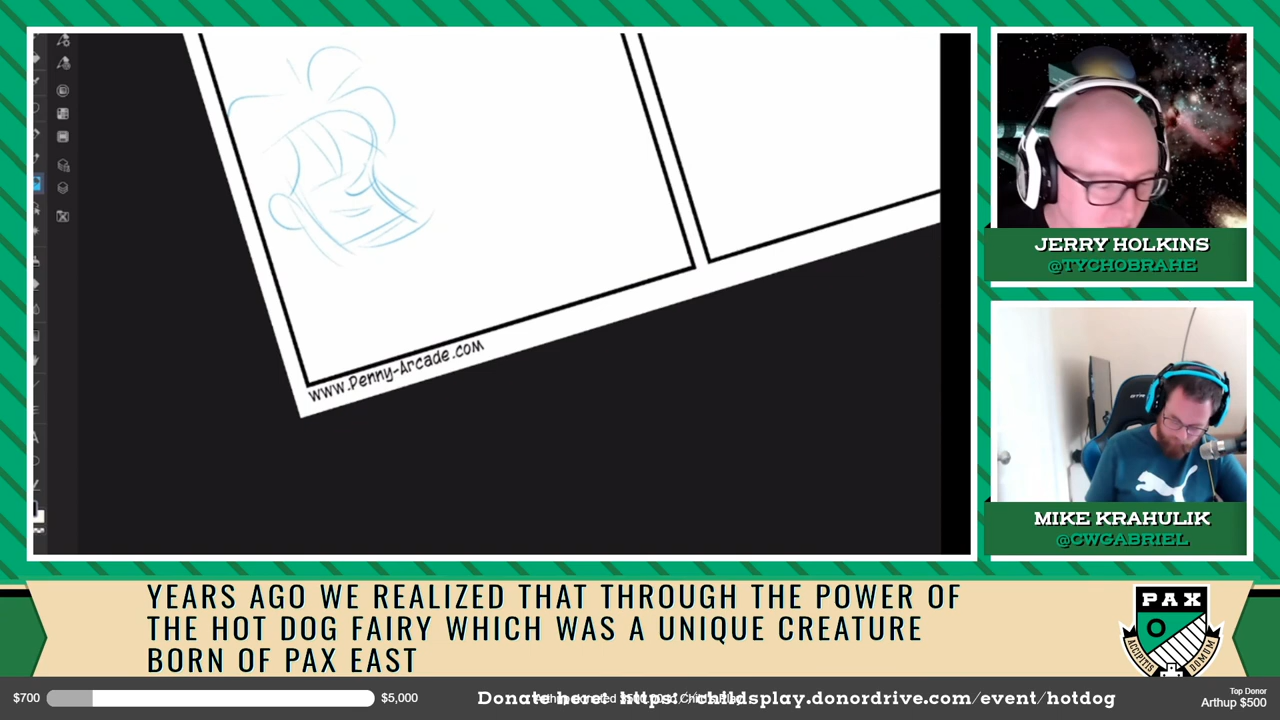 www.Penny-Arcade.com
JERRY HOLKINS
@TYCHOBRAHE
MIKE KRAHULIK
@CWGABRIEL
YEARS AGO WE REALIZED THAT THROUGH THE POWER OF
THE HOT DOG FAIRY WHICH WAS A UNIQUE CREATURE
BORN OF PAX EAST
PAX
ACCIPITIS DOMUM
$700
$5,000
Donate here: https://childsplay.donordrive.com/event/hotdog
Top Donor
Arthup $500